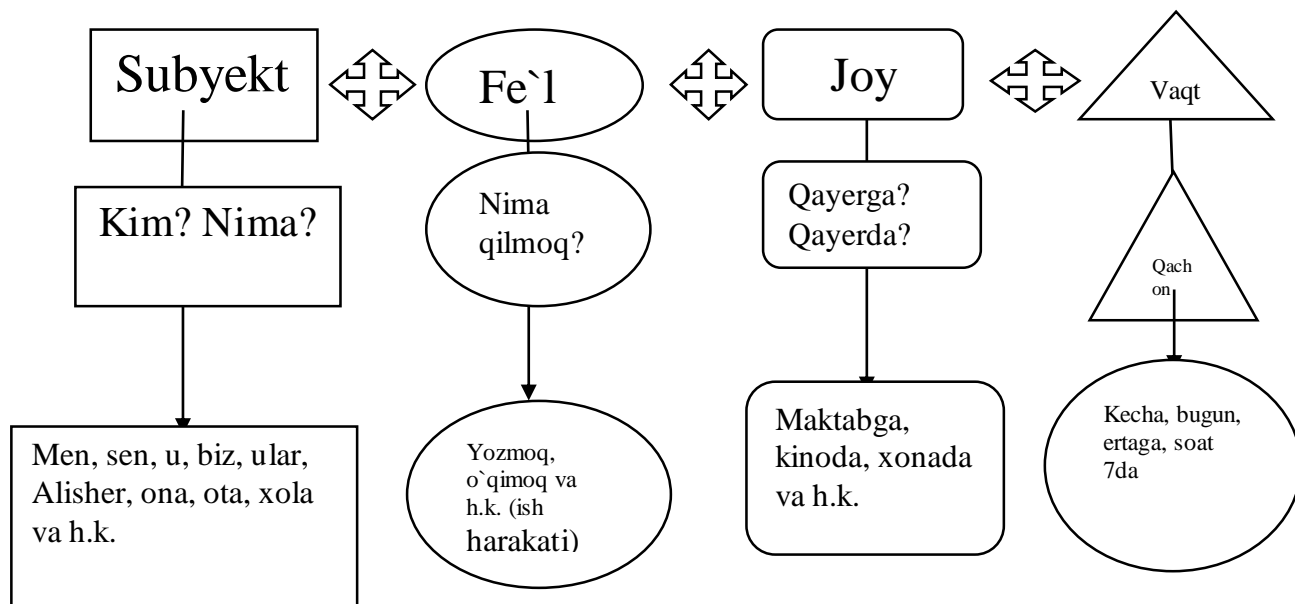 Subyekt
Fe`l
Joy
Vaqt
Kim? Nima?
Nima
qilmoq?
Qayerga?
Qayerda?
Qach
on
Men, sen, u, biz, ular,
Alisher, ona, ota, xola
va h.k.
Yozmoq,
o`qimoq va
h.k. (ish
harakati)
Maktabga,
kinoda, xonada
va h.k.
Kecha, bugun,
ertaga, soat
7da